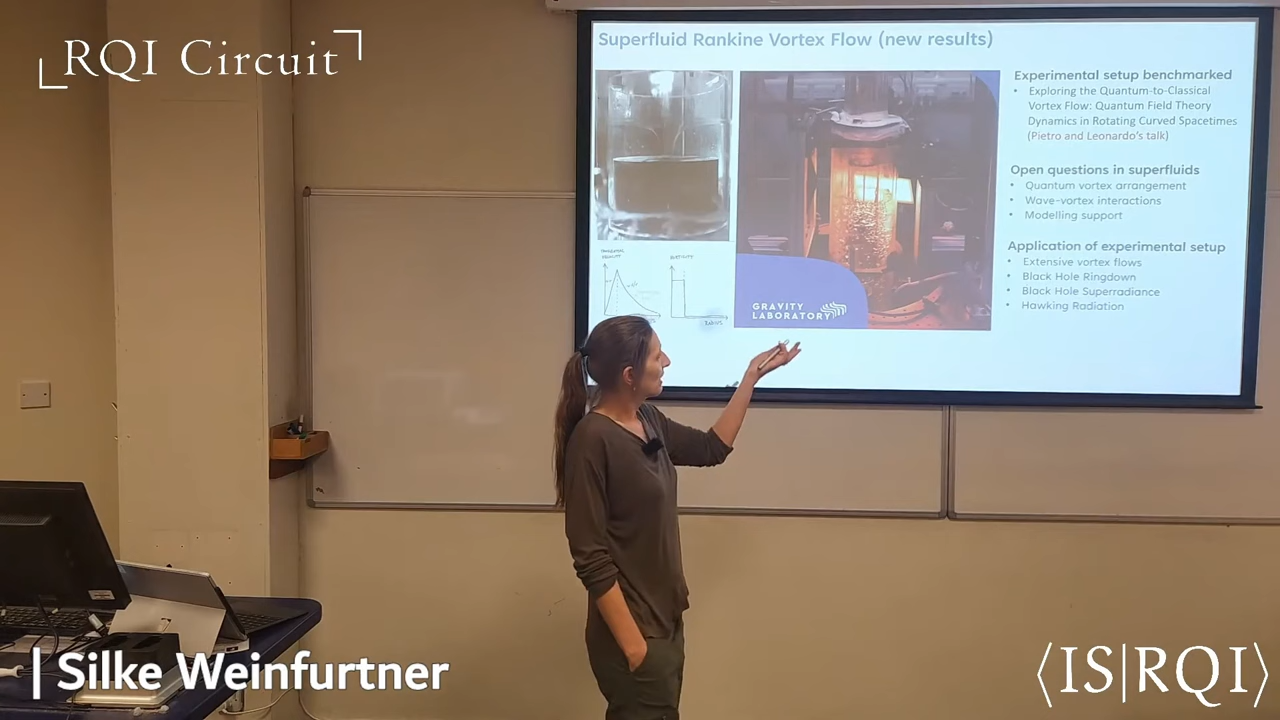 RQI Circuit
Superfluid Rankine Vortex Flow (new results)
Experimental setup benchmarked
• Exploring the Quantum-to-Classical
Vortex Flow: Quantum Field Theory
Dynamics in Rotating Curved Spacetimes
(Pietro and Leonardo's talk)
Open questions in superfluids
• Quantum vortex arrangement
• Wave-vortex interactions
• Modelling support
Application of experimental setup
• Extensive vortex flows
• Black Hole Ringdown
• Black Hole Superradiance
• Hawking Radiation
VELOCITY
VORTICITY
RADIUS
GRAVITY
LABORATORY
| Silke Weinfurtner
⟨IS|RQI⟩